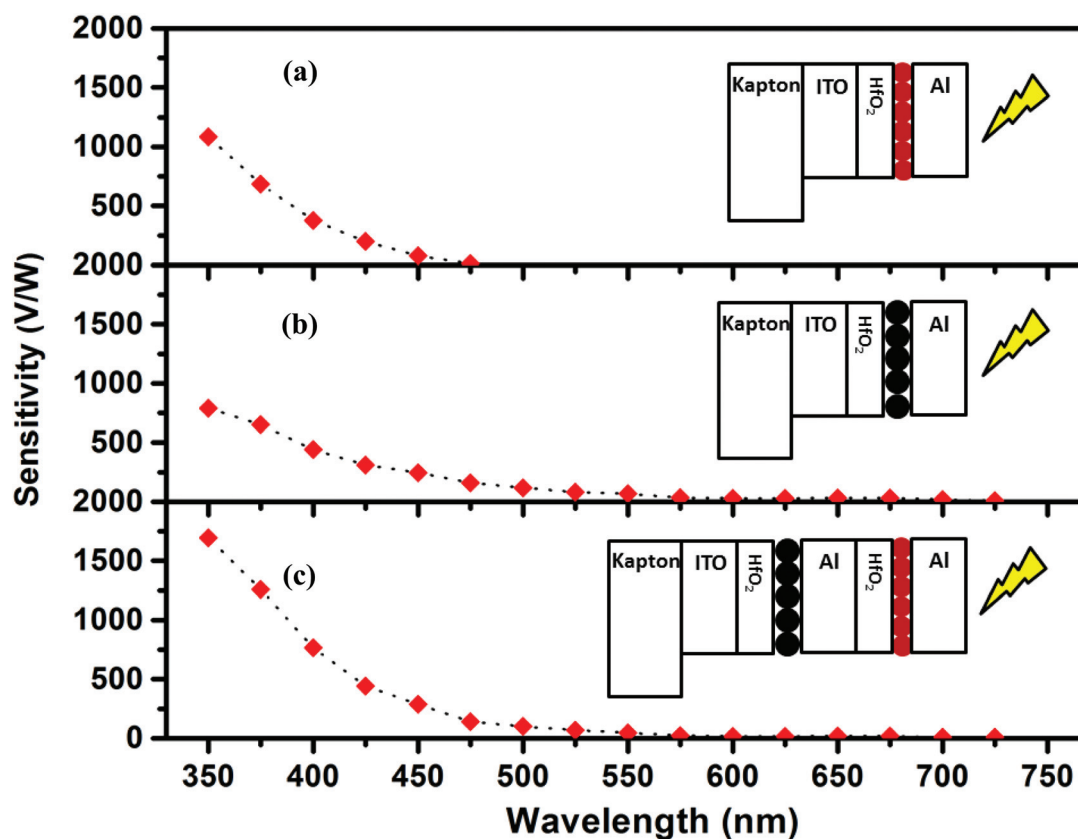 Sensitivity (V/W)
2000
1500
1000
500
(a)
Kapton
ITO
HfO₂
Al
2000
1500
1000
500
(b)
Kapton
ITO
HfO₂
Al
2000
1500
1000
500
0
(c)
Kapton
ITO
HfO₂
Al
HfO₂
Al
350 400 450 500 550 600 650 700 750
Wavelength (nm)